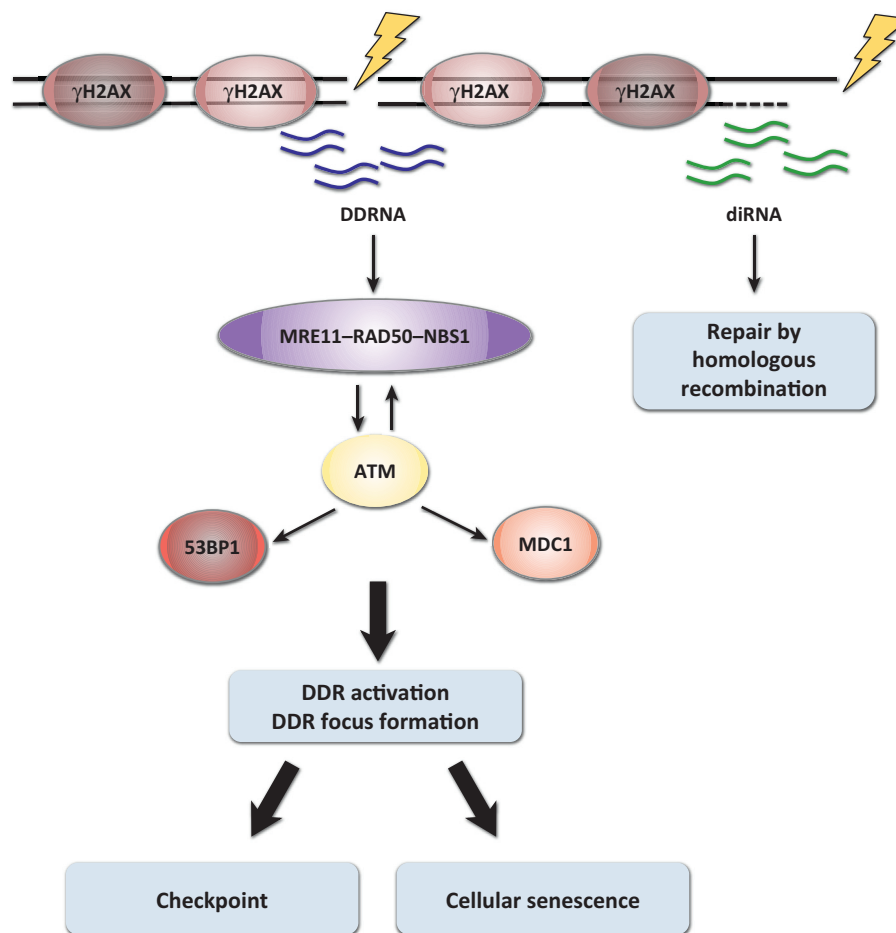 γH2AX γH2AX γH2AX γH2AX
DDRNA diRNA
MRE11–RAD50–NBS1
Repair by
homologous
recombination
ATM
53BP1 MDC1
DDR activation
DDR focus formation
Checkpoint Cellular senescence